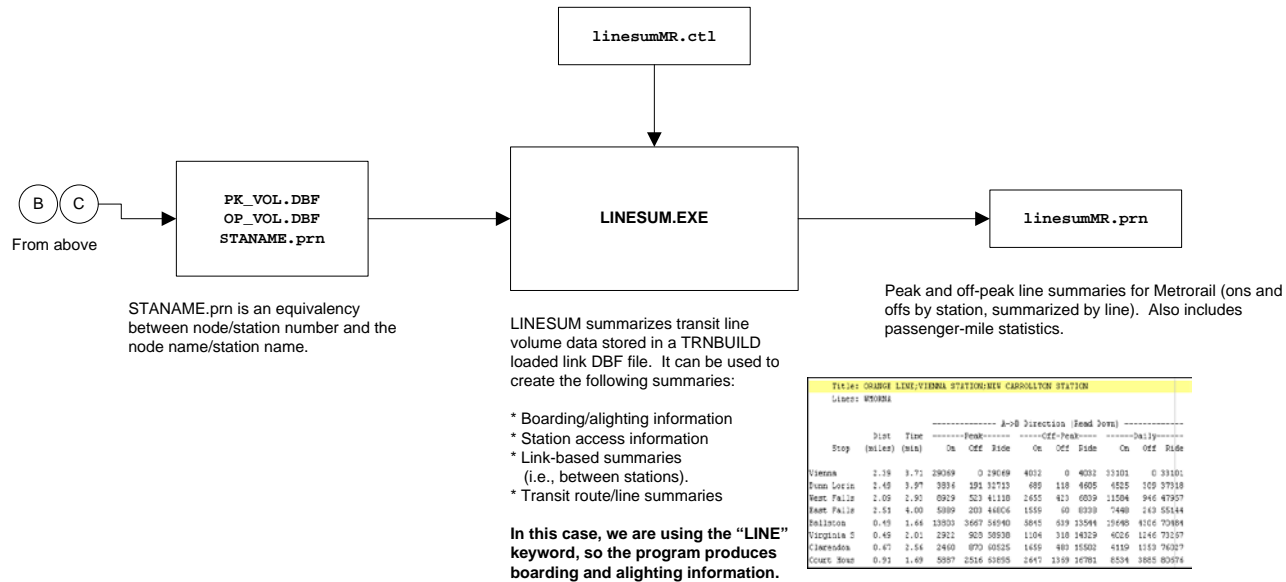 linesumMR.ctl
B C
From above
PK_VOL.DBF
OP_VOL.DBF
STANAME.prn
LINESUM.EXE
linesumMR.prn
STANAME.prn is an equivalency
between node/station number and the
node name/station name.
LINESUM summarizes transit line
volume data stored in a TRNBUILD
loaded link DBF file. It can be used to
create the following summaries:
* Boarding/alighting information
* Station access information
* Link-based summaries
(i.e., between stations).
* Transit route/line summaries
In this case, we are using the “LINE”
keyword, so the program produces
boarding and alighting information.
Peak and off-peak line summaries for Metrorail (ons and
offs by station, summarized by line). Also includes
passenger-mile statistics.
Title: ORANGE LINE;VIENNA STATION;NEW CARROLLTON STATION
Lines:
------------- A->B Direction (Read Down) -------------
Dist Time ------Peak------ -----Off-Peak---- ------Daily------
Stop (miles) (min) On Off Ride On Off Ride On Off Ride
Vienna 2.39 3.71 29069 0 29069 4032 0 4032 33101 0 33101
Dunn Lorin 2.49 3.97 3836 191 32713 689 118 4605 4525 309 37318
West Falls 2.09 2.93 8929 523 41118 2655 423 6839 11584 946 47957
East Falls 2.51 4.00 5889 203 46806 1559 60 8338 7448 263 55144
Ballston 0.49 1.66 13803 3667 56940 5845 639 13544 19648 4306 70484
Virginia S 0.49 2.01 2922 928 58938 1104 318 14329 4026 1246 73267
Clarendon 0.67 2.56 2460 870 60525 1659 483 15502 4119 1353 76027
Court Hous 0.91 1.69 5887 2516 63895 2647 1369 16781 8534 3885 80676